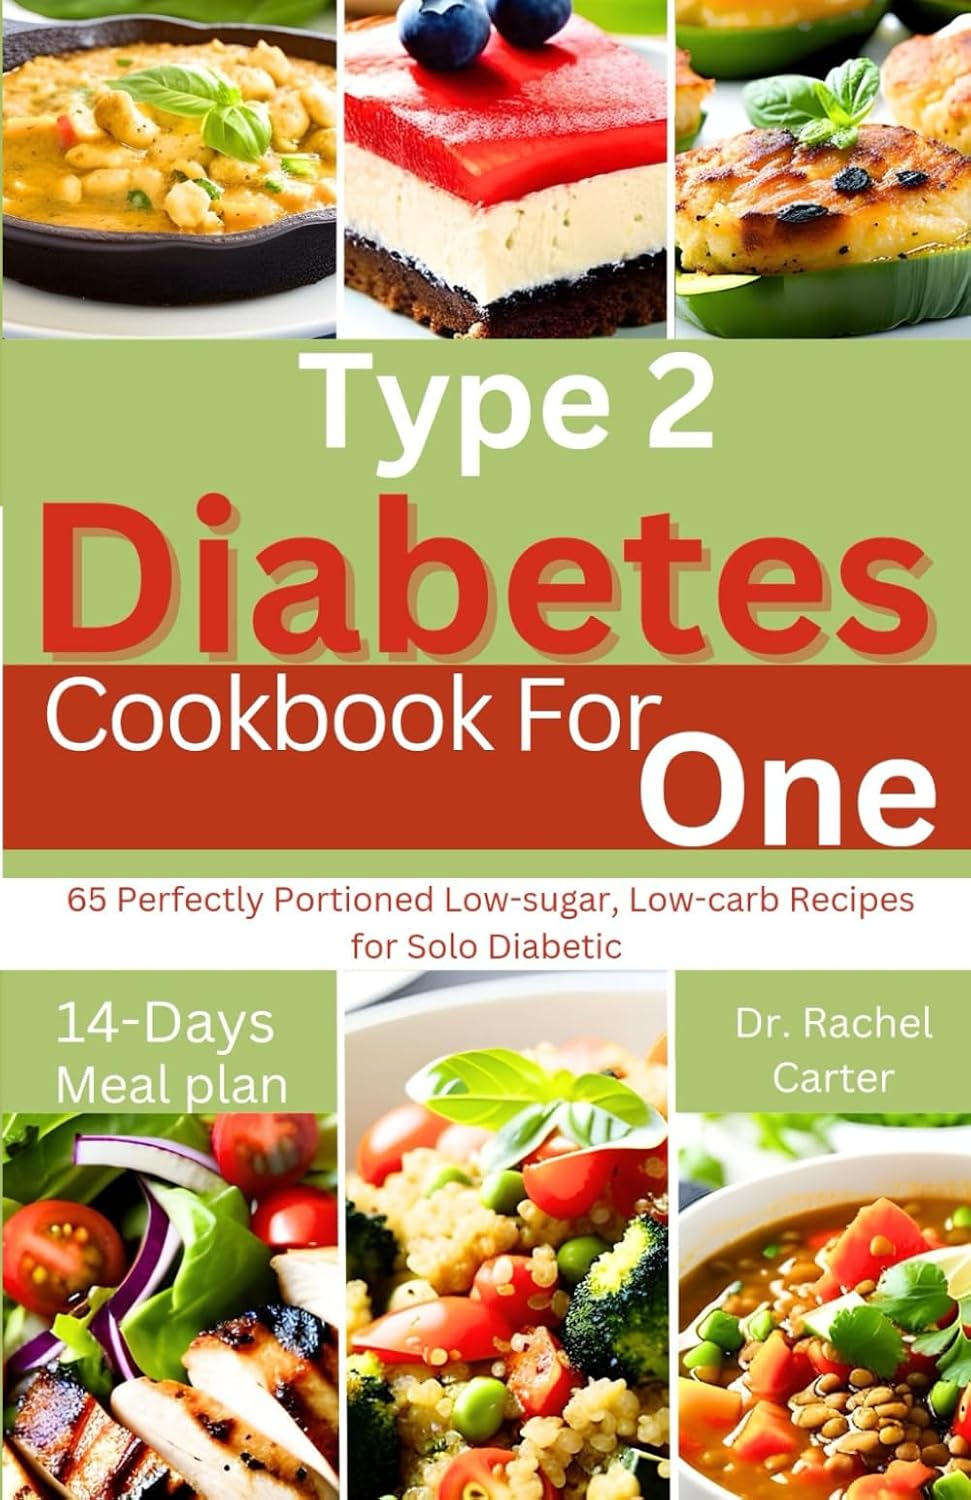 Type 2
Diabetes
Cookbook For
One
65 Perfectly Portioned Low-sugar, Low-carb Recipes
for Solo Diabetic
14-Days
Meal plan
Dr. Rachel
Carter